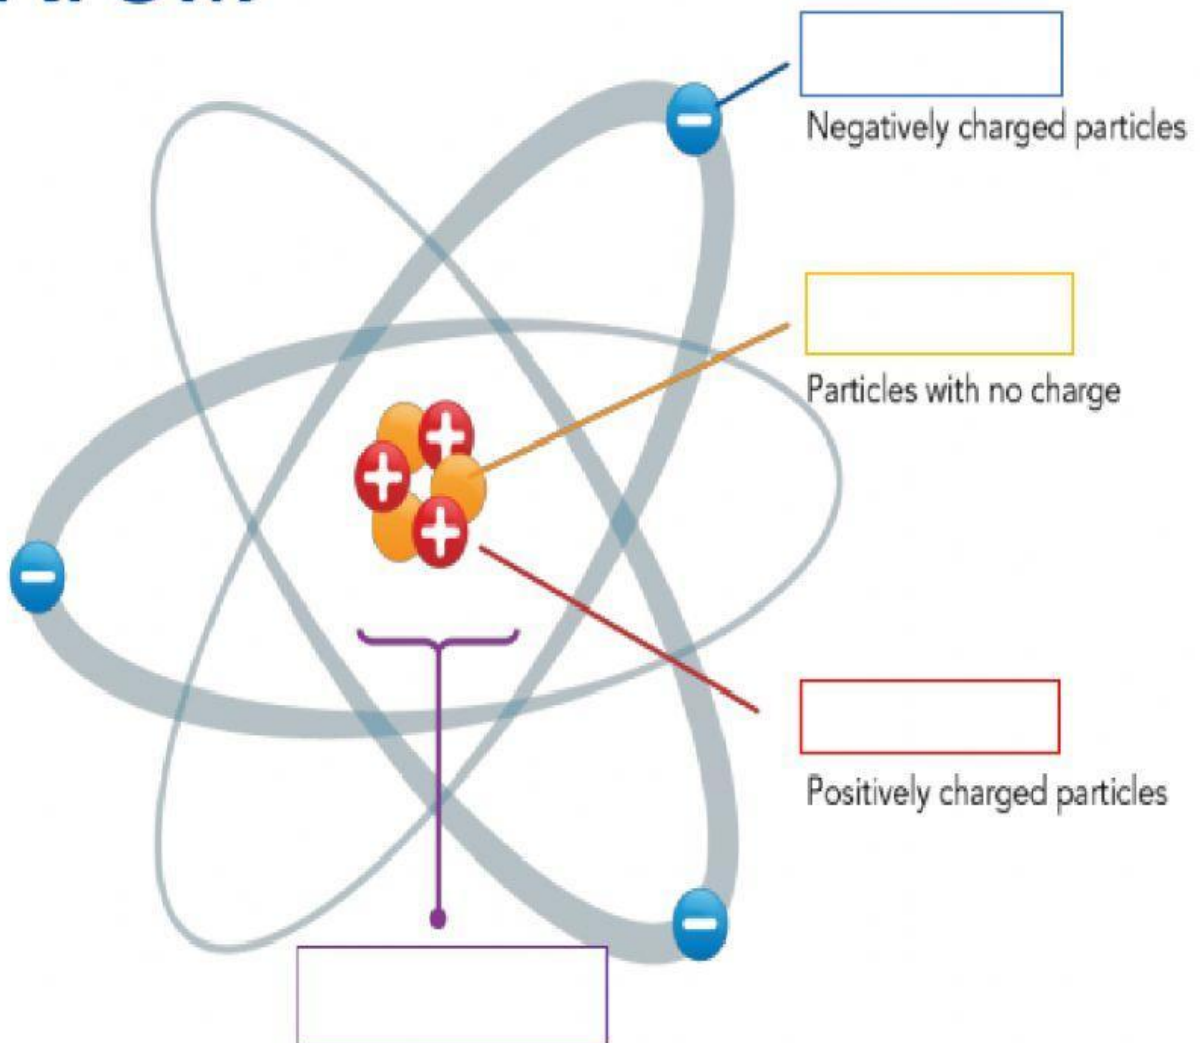 Negatively charged particles
Particles with no charge
Positively charged particles